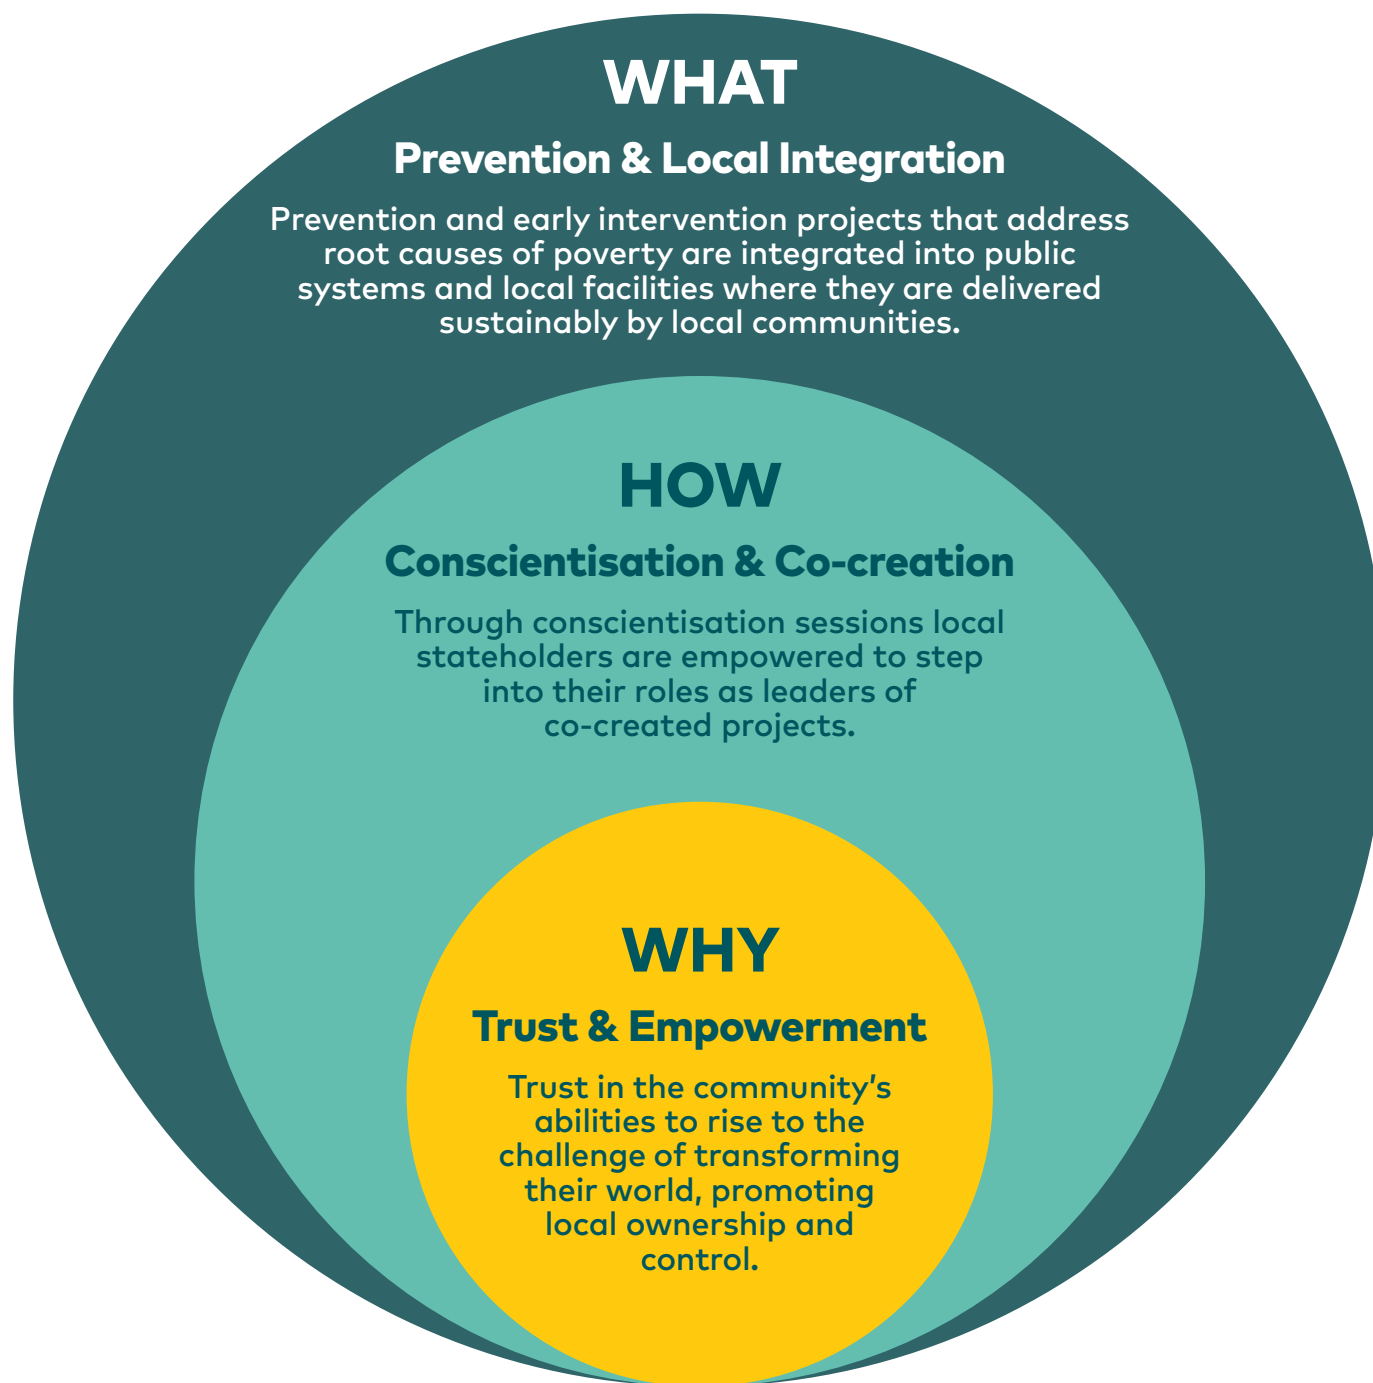 WHAT
Prevention & Local Integration
Prevention and early intervention projects that address
root causes of poverty are integrated into public
systems and local facilities where they are delivered
sustainably by local communities.
HOW
Conscientisation & Co-creation
Through conscientisation sessions local
stateholders are empowered to step
into their roles as leaders of
co-created projects.
WHY
Trust & Empowerment
Trust in the community’s
abilities to rise to the
challenge of transforming
their world, promoting
local ownership and
control.